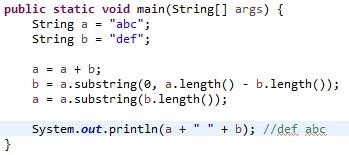 public static void main(String[] args) {
String a = "abc";
String b = "def";
a = a + b;
b = a.substring(0, a.length() - b.length());
a = a.substring(b.length());
System.out.println(a + " " + b); //def abc
}